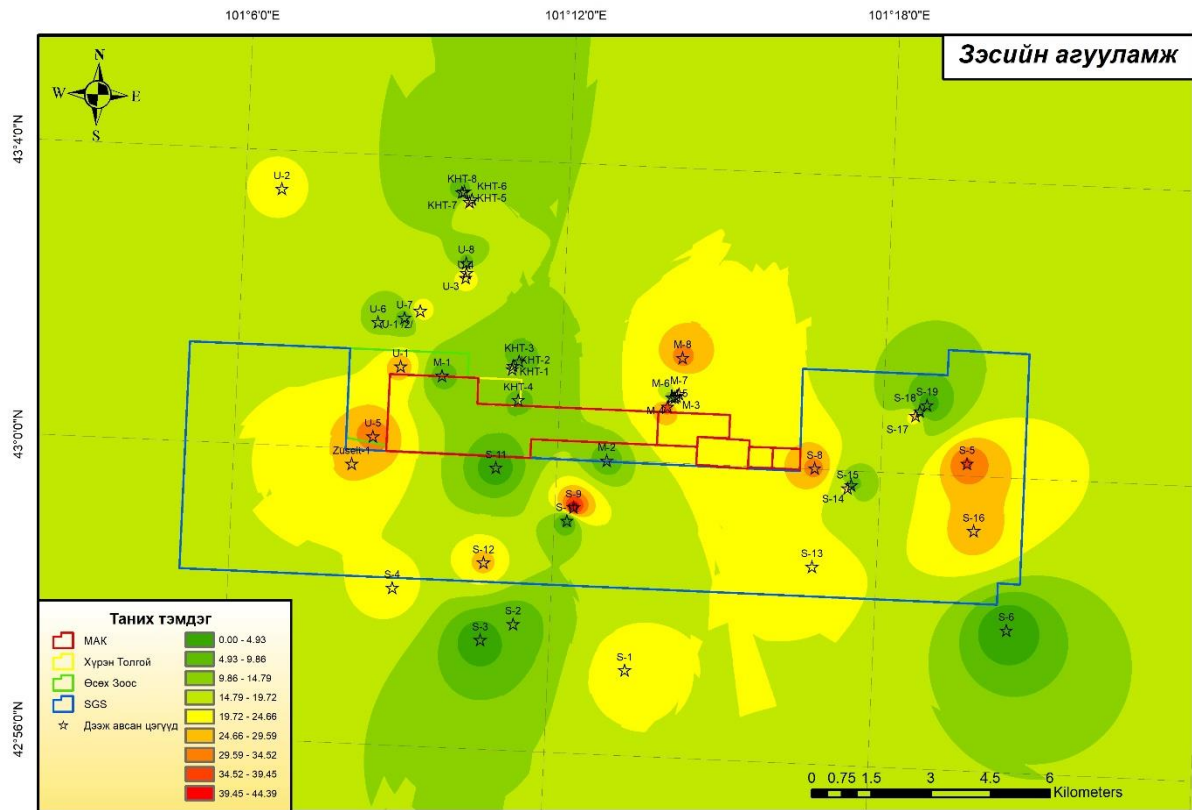 101°6'0"E
101°12'0"E
101°18'0"E
Зэсийн агууламж
N
W
E
S
43°4'0"N
43°0'0"N
42°56'0"N
U-2
KHT-8
KHT-6
KHT-5
KHT-7
U-8
U-4
U-3
U-6
U-7
U-1
M-1
KHT-3
KHT-2
KHT-1
KHT-4
M-8
M-6
M-7
M-3
S-18
S-19
S-17
U-5
Zuseit-1
S-11
M-2
S-8
S-15
S-14
S-5
S-9
S-16
S-12
S-13
S-4
S-2
S-3
S-6
S-1
Таних тэмдэг
МАК
Хүрэн Толгой
Өсөх Зоос
SGS
Дээж авсан цэгүүд
0.00 - 4.93
4.93 - 9.86
9.86 - 14.79
14.79 - 19.72
19.72 - 24.66
24.66 - 29.59
29.59 - 34.52
34.52 - 39.45
39.45 - 44.39
0 0.75 1.5 3 4.5 6
Kilometers